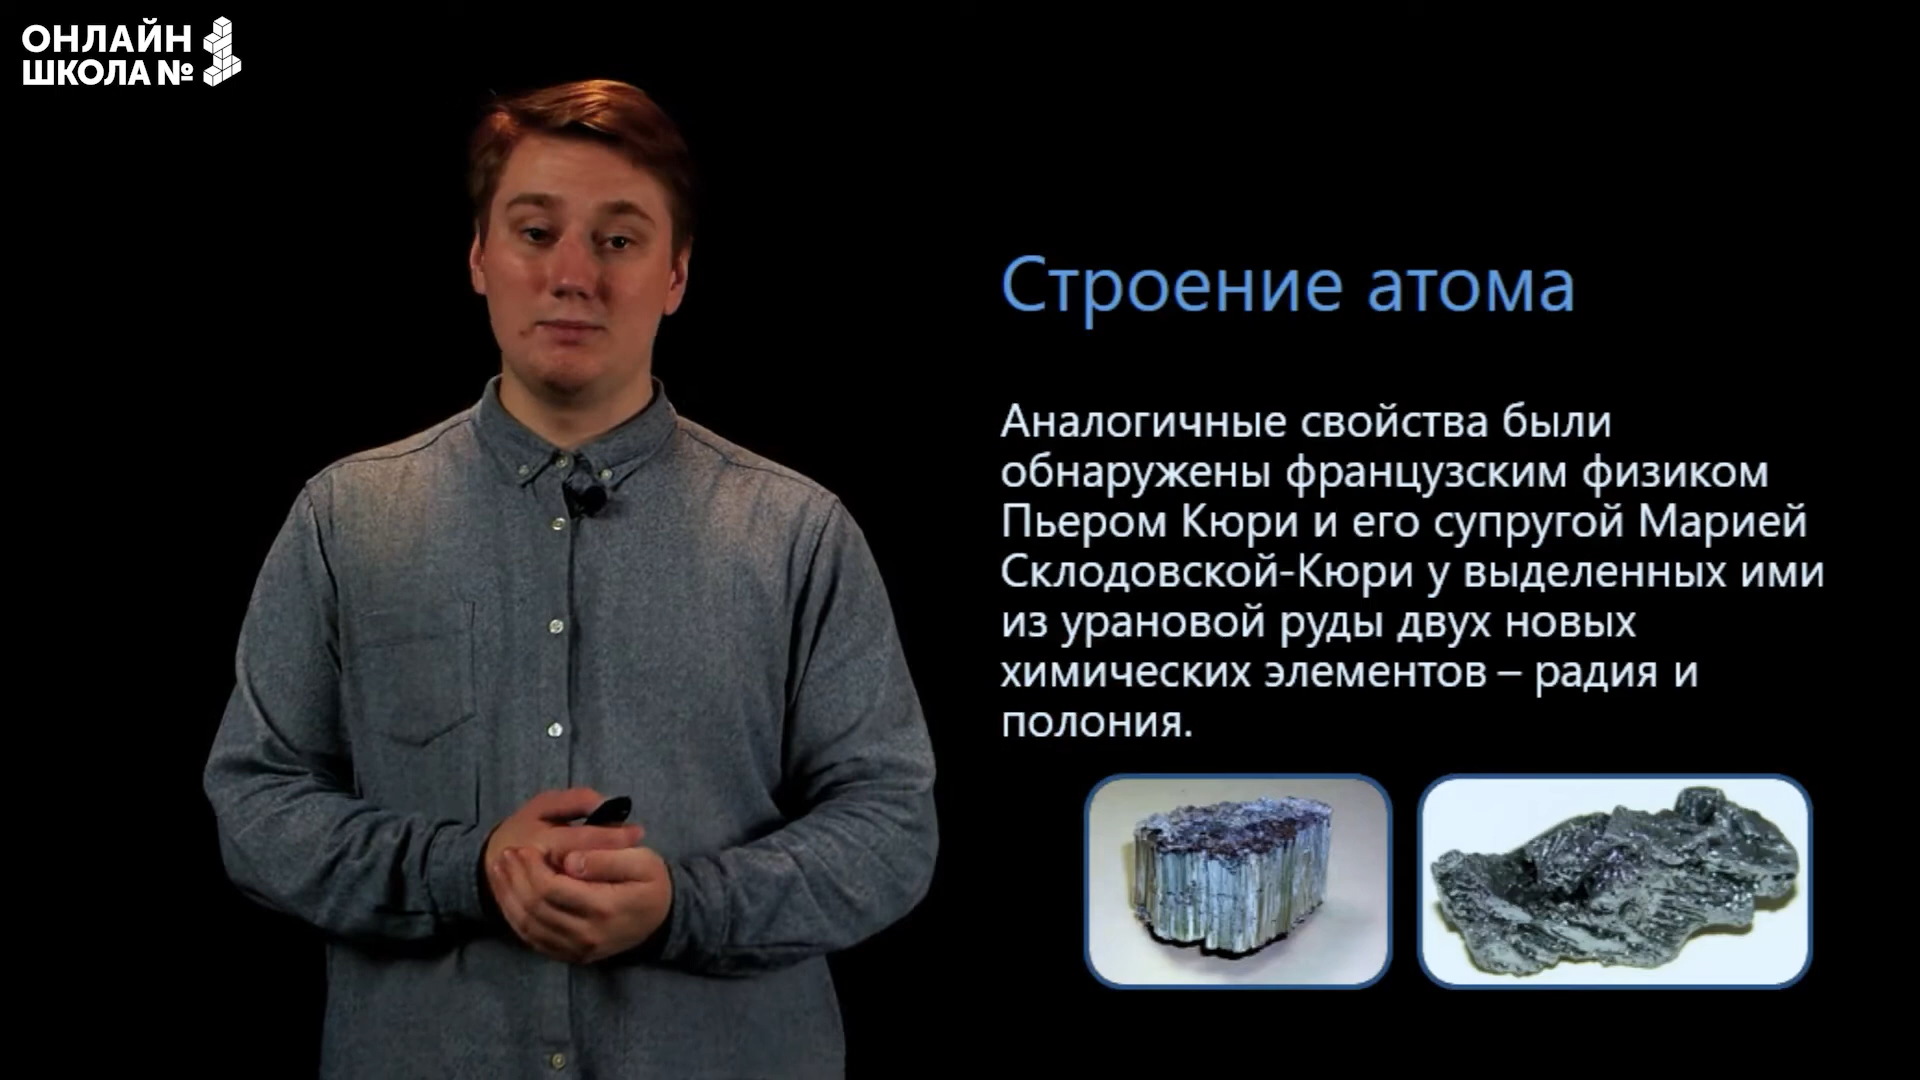 ОНЛАЙН
ШКОЛА №1
Строение атома
Аналогичные свойства были
обнаружены французским физиком
Пьером Кюри и его супругой Марией
Склодовской-Кюри у выделенных ими
из урановой руды двух новых
химических элементов – радия и
полония.